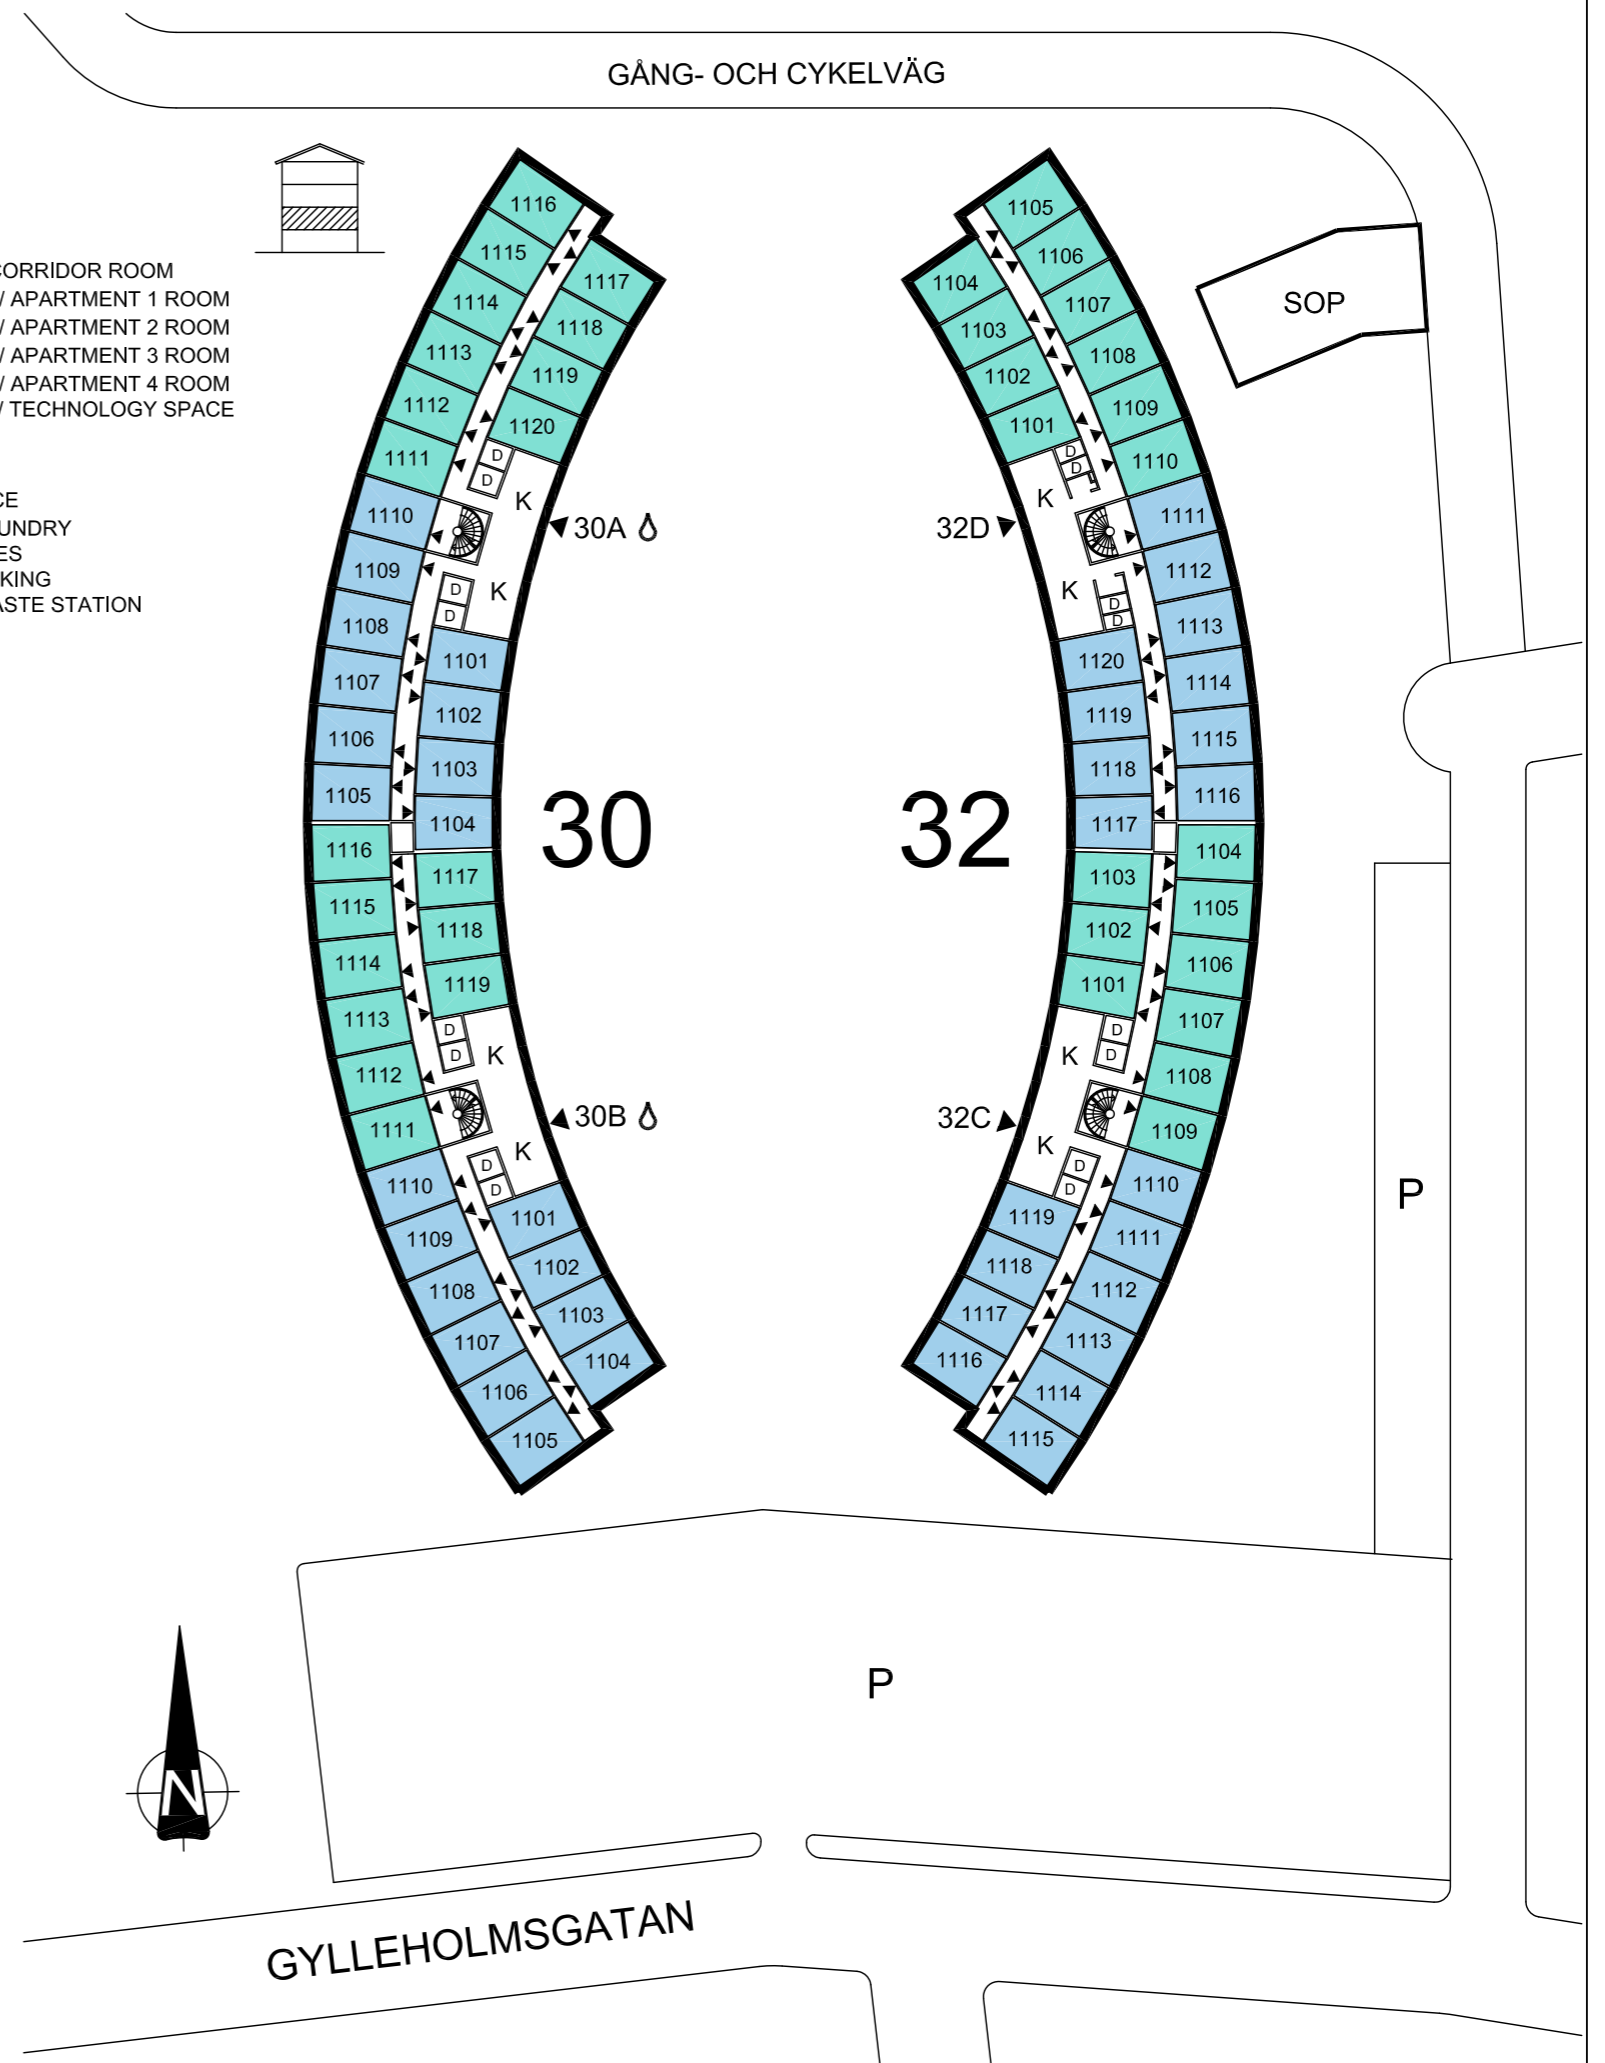 GÅNG- OCH CYKELVÄG
CORRIDOR ROOM
/ APARTMENT 1 ROOM
/ APARTMENT 2 ROOM
/ APARTMENT 3 ROOM
/ APARTMENT 4 ROOM
/ TECHNOLOGY SPACE
CE
UNDRY
ES
KING
ASTE STATION
1116
1115
1114
1113
1112
1111
1117
1118
1119
1120
D
D
K
30A
1110
1109
1108
1107
1106
1105
D
D
K
1101
1102
1103
1104
30
1116
1115
1114
1113
1112
1111
1117
1118
1119
D
D
K
30B
K
D
D
1110
1109
1108
1107
1106
1105
1101
1102
1103
1104
1105
1106
1107
1108
1109
1110
1104
1103
1102
1101
D
D
K
32D
K
D
D
1111
1112
1113
1114
1115
1116
1120
1119
1118
1117
32
1103
1102
1101
1104
1105
1106
1107
1108
1109
D
D
K
32C
K
D
D
1119
1118
1117
1116
1110
1111
1112
1113
1114
1115
SOP
P
P
N
GYLLEHOLMSGATAN